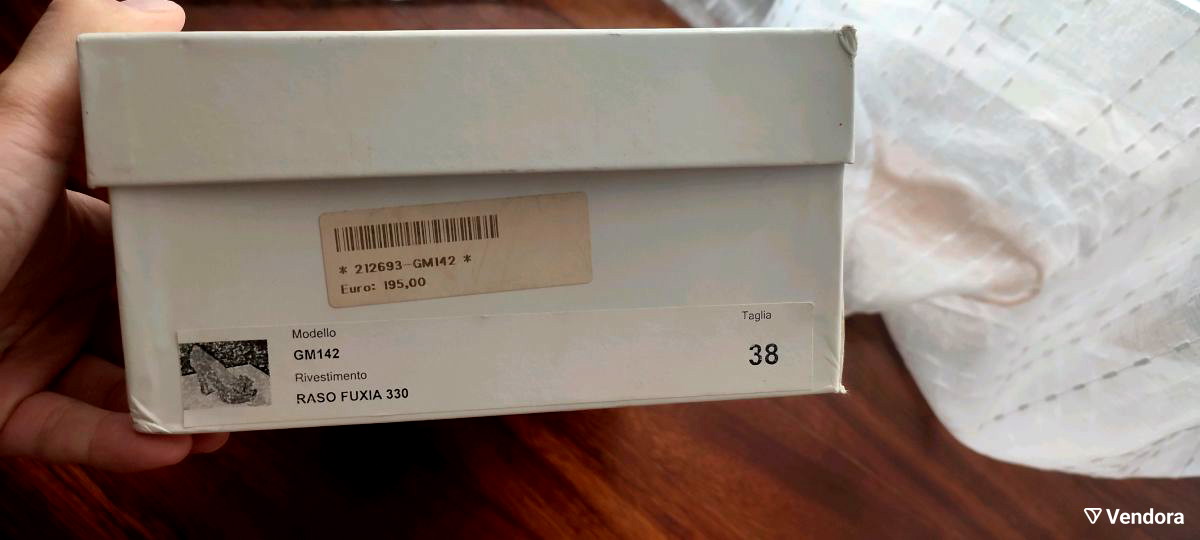 * 212693-GM142 *
Euro: 195,00
Modello
GM142
Rivestimento
RASO FUXIA 330
Taglia
38
Vendora